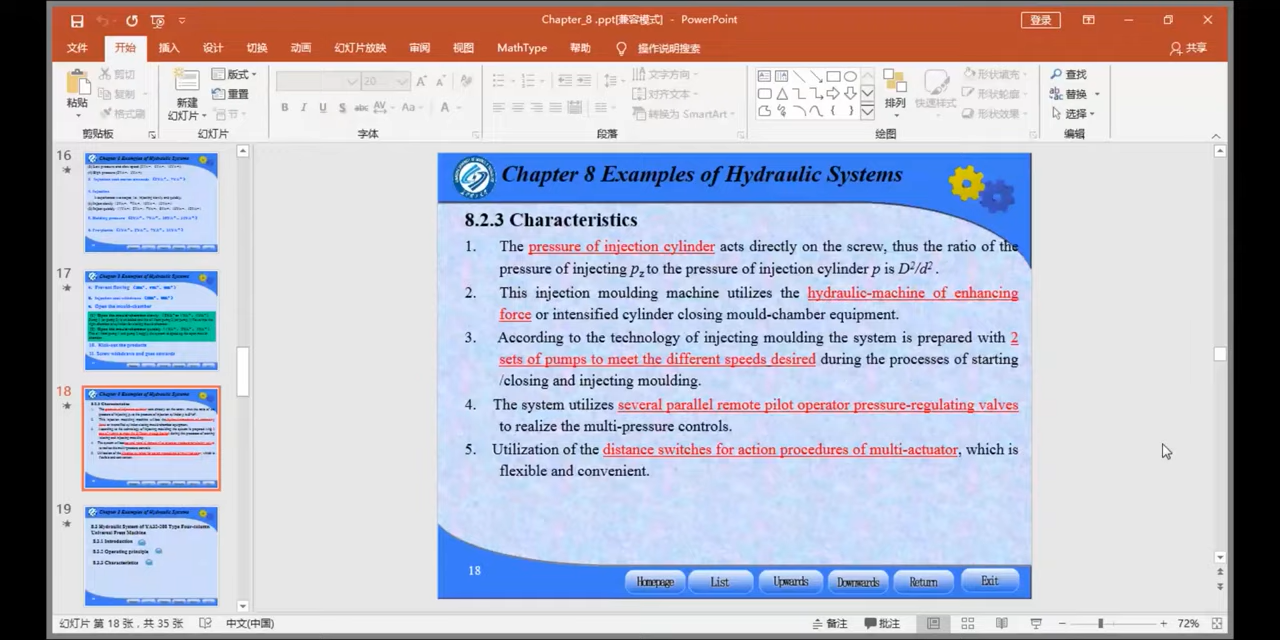 Chapter_8 .ppt[兼容模式] - PowerPoint
登录
文件 开始 插入 设计 切换 动画 幻灯片放映 审阅 视图 MathType 帮助 操作说明搜索 共享
粘贴
剪切
复制
格式刷
剪贴板
新建
幻灯片
版式
重置
节
幻灯片
20
B I U S abc AV Aa A
字体
文字方向
对齐文本
转换为 SmartArt
段落
排列
快速样式
形状填充
形状轮廓
形状效果
绘图
查找
替换
选择
编辑
16
17
18
19
Chapter 8 Examples of Hydraulic Systems
8.2.3 Characteristics
1. The pressure of injection cylinder acts directly on the screw, thus the ratio of the
pressure of injecting pz to the pressure of injection cylinder p is D²/d² .
2. This injection moulding machine utilizes the hydraulic-machine of enhancing
force or intensified cylinder closing mould-chamber equipment.
3. According to the technology of injecting moulding the system is prepared with 2
sets of pumps to meet the different speeds desired during the processes of starting
/closing and injecting moulding.
4. The system utilizes several parallel remote pilot operator pressure-regulating valves
to realize the multi-pressure controls.
5. Utilization of the distance switches for action procedures of multi-actuator, which is
flexible and convenient.
18
Homepage List Upwards Downwards Return Exit
幻灯片 第 18 张，共 35 张 中文(中国) 备注 批注 72%